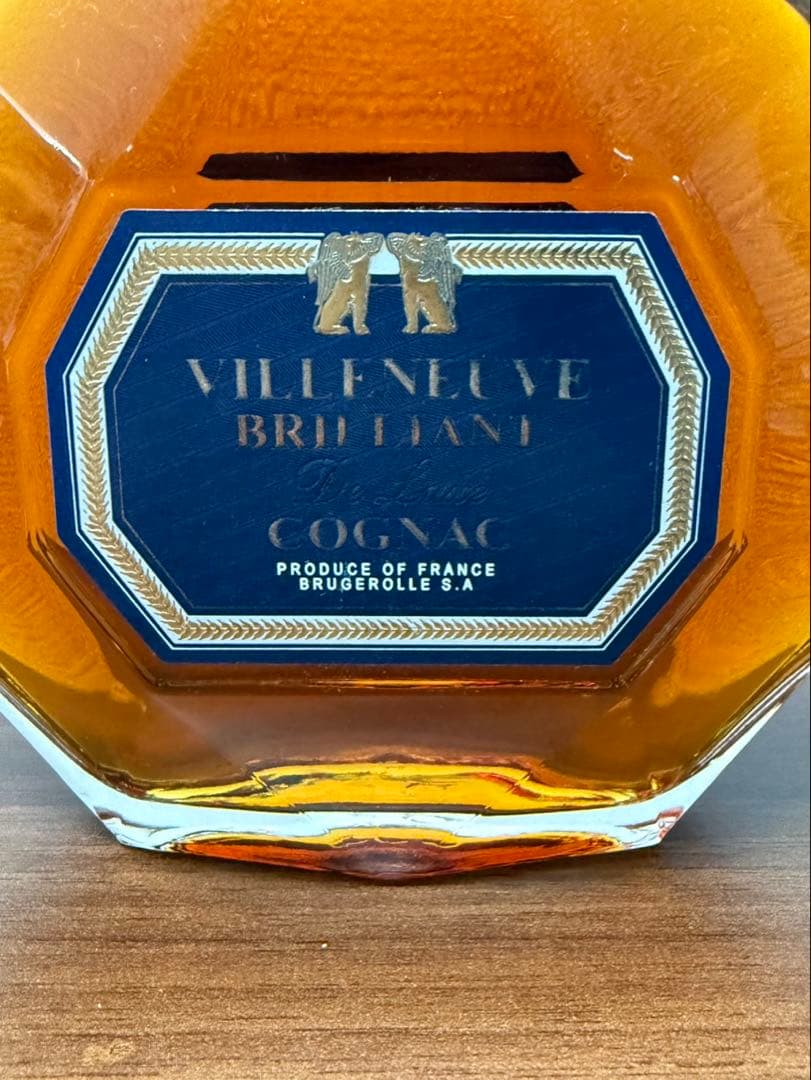 VILLENEUVE
BRILLIANT
De Luxe
COGNAC
PRODUCE OF FRANCE
BRUGEROLLE S.A